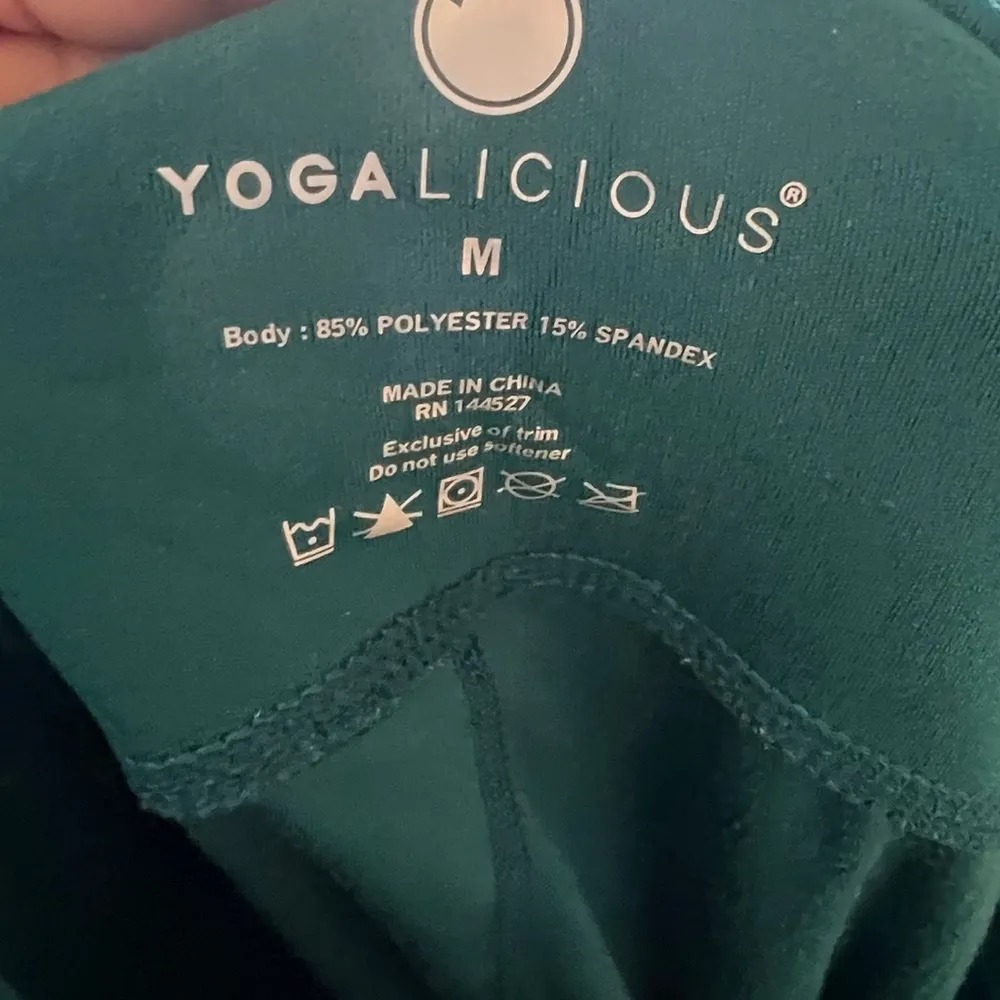 YOGALICIOUS®
M
Body : 85% POLYESTER 15% SPANDEX
MADE IN CHINA
RN 144527
Exclusive of trim
Do not use Softener